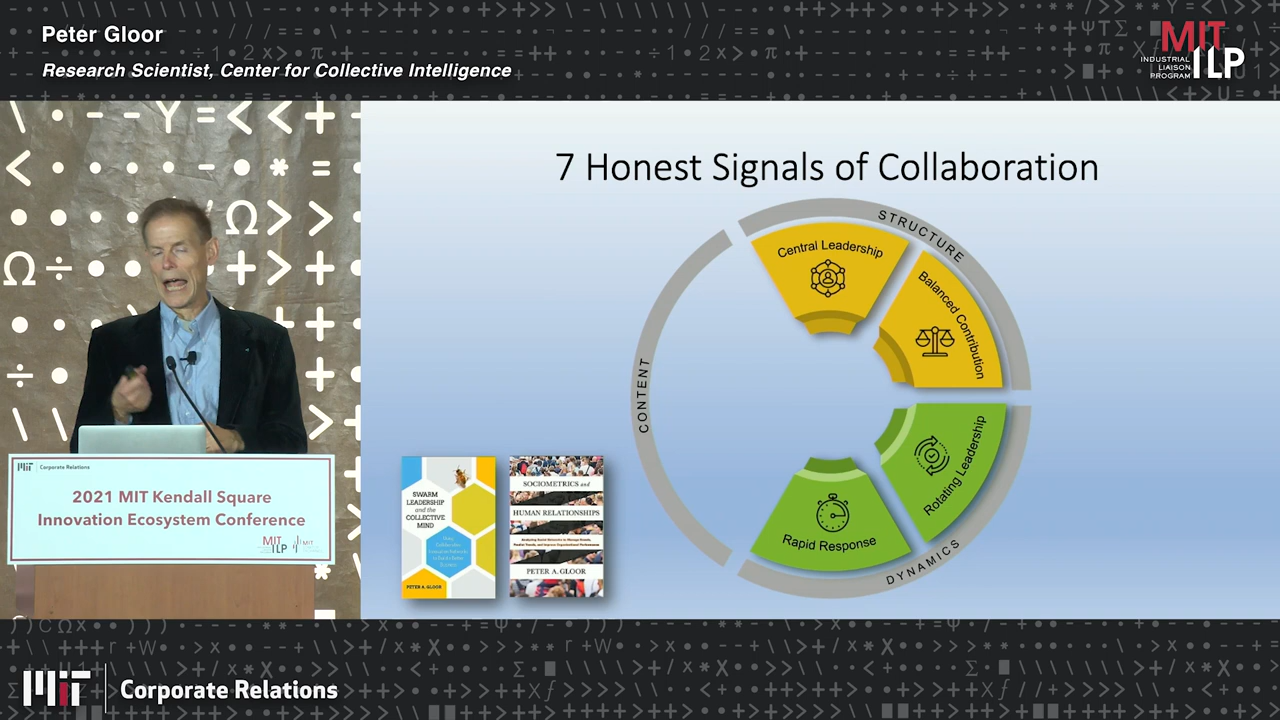 Peter Gloor
Research Scientist, Center for Collective Intelligence
MIT
INDUSTRIAL
LIAISON
PROGRAM
ILP
7 Honest Signals of Collaboration
STRUCTURE
Central Leadership
Balanced Contribution
CONTENT
Rotating Leadership
Rapid Response
DYNAMICS
SWARM
LEADERSHIP
and the
COLLECTIVE
MIND
PETER A. GLOOR
SOCIOMETRICS and
HUMAN RELATIONSHIPS
PETER A. GLOOR
MIT Corporate Relations
2021 MIT Kendall Square
Innovation Ecosystem Conference
MIT
ILP
MIT Corporate Relations